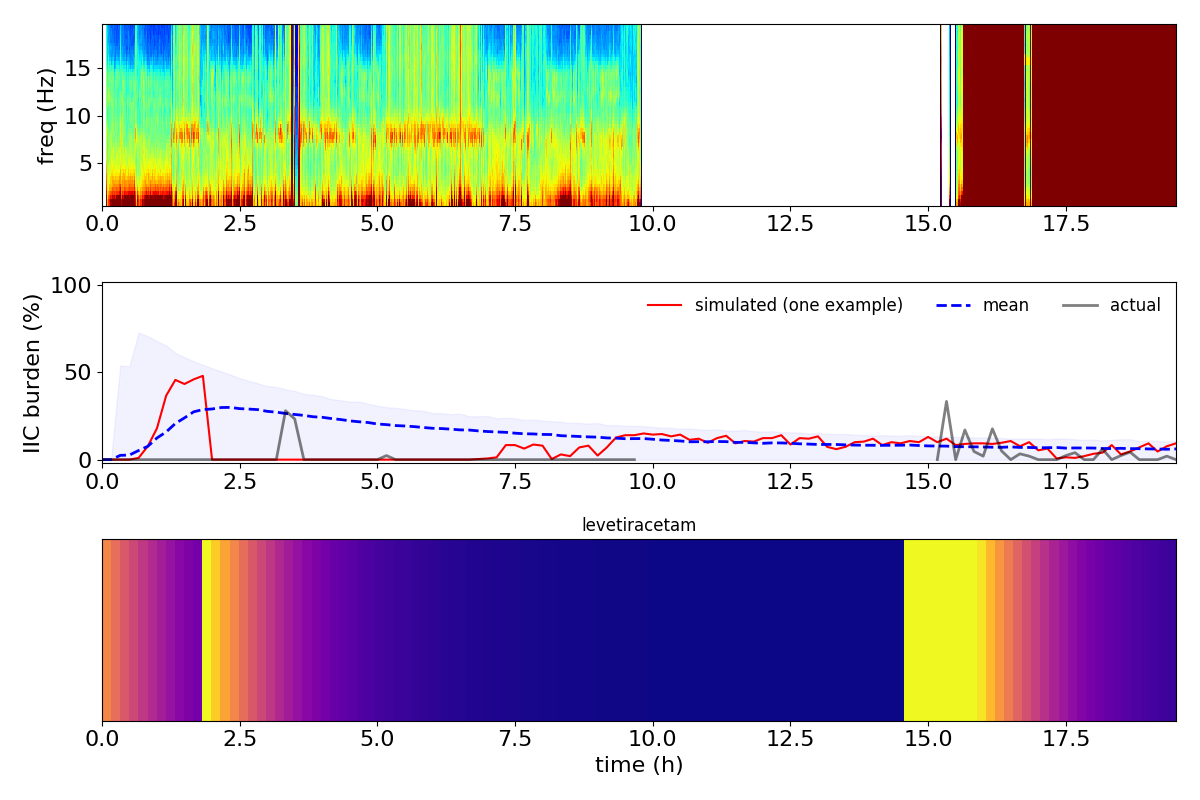 freq (Hz)
15
10
5
0.0 2.5 5.0 7.5 10.0 12.5 15.0 17.5
IIC burden (%)
100
50
0
simulated (one example) mean actual
0.0 2.5 5.0 7.5 10.0 12.5 15.0 17.5
levetiracetam
0.0 2.5 5.0 7.5 10.0 12.5 15.0 17.5
time (h)